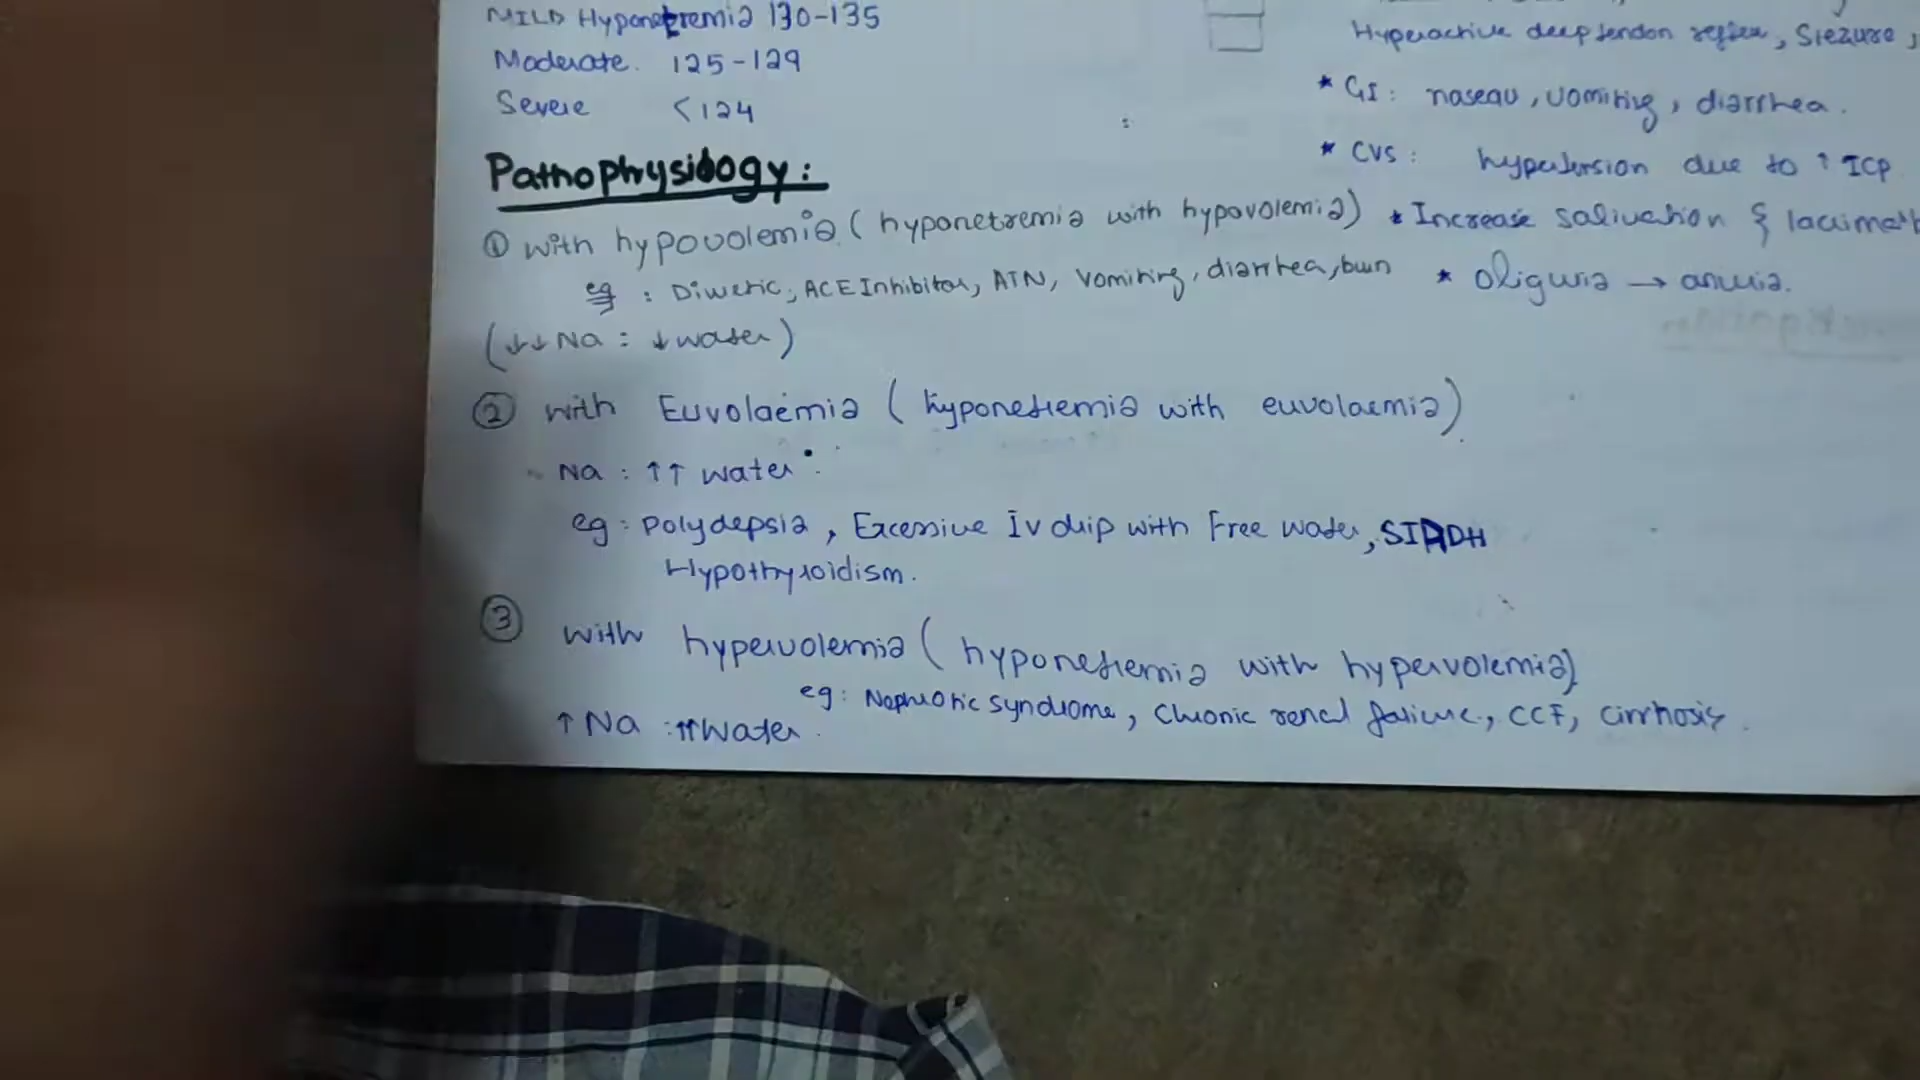 MILD Hyponetremia 130-135
Moderate. 125-129
Severe <124
Pathophysiology:
① with hypovolemia (hyponetremia with hypovolemia)
eg: Diuretic, ACE Inhibitor, ATN, vomiting, diarrhea, burn
(↓↓ Na : ↓ water)
② with Euvolaemia (hyponetremia with euvolaemia)
- Na : ↑↑ water
eg: polydepsia, Excessive Iv drip with Free water, SIADH
Hypothyroidism.
③ with hypervolemia (hyponetremia with hypervolemia)
eg: Nephrotic syndrome, Chronic renal failure, CCF, cirrhosis.
↑ Na : ↑↑ Water.
Hyperactive deep tendon reflex, Siezure,
* GI: naseau, vomiting, diarrhea.
* CVS: hypertension due to ↑ ICP
* Increase salivation &
* oliguria → anuria.